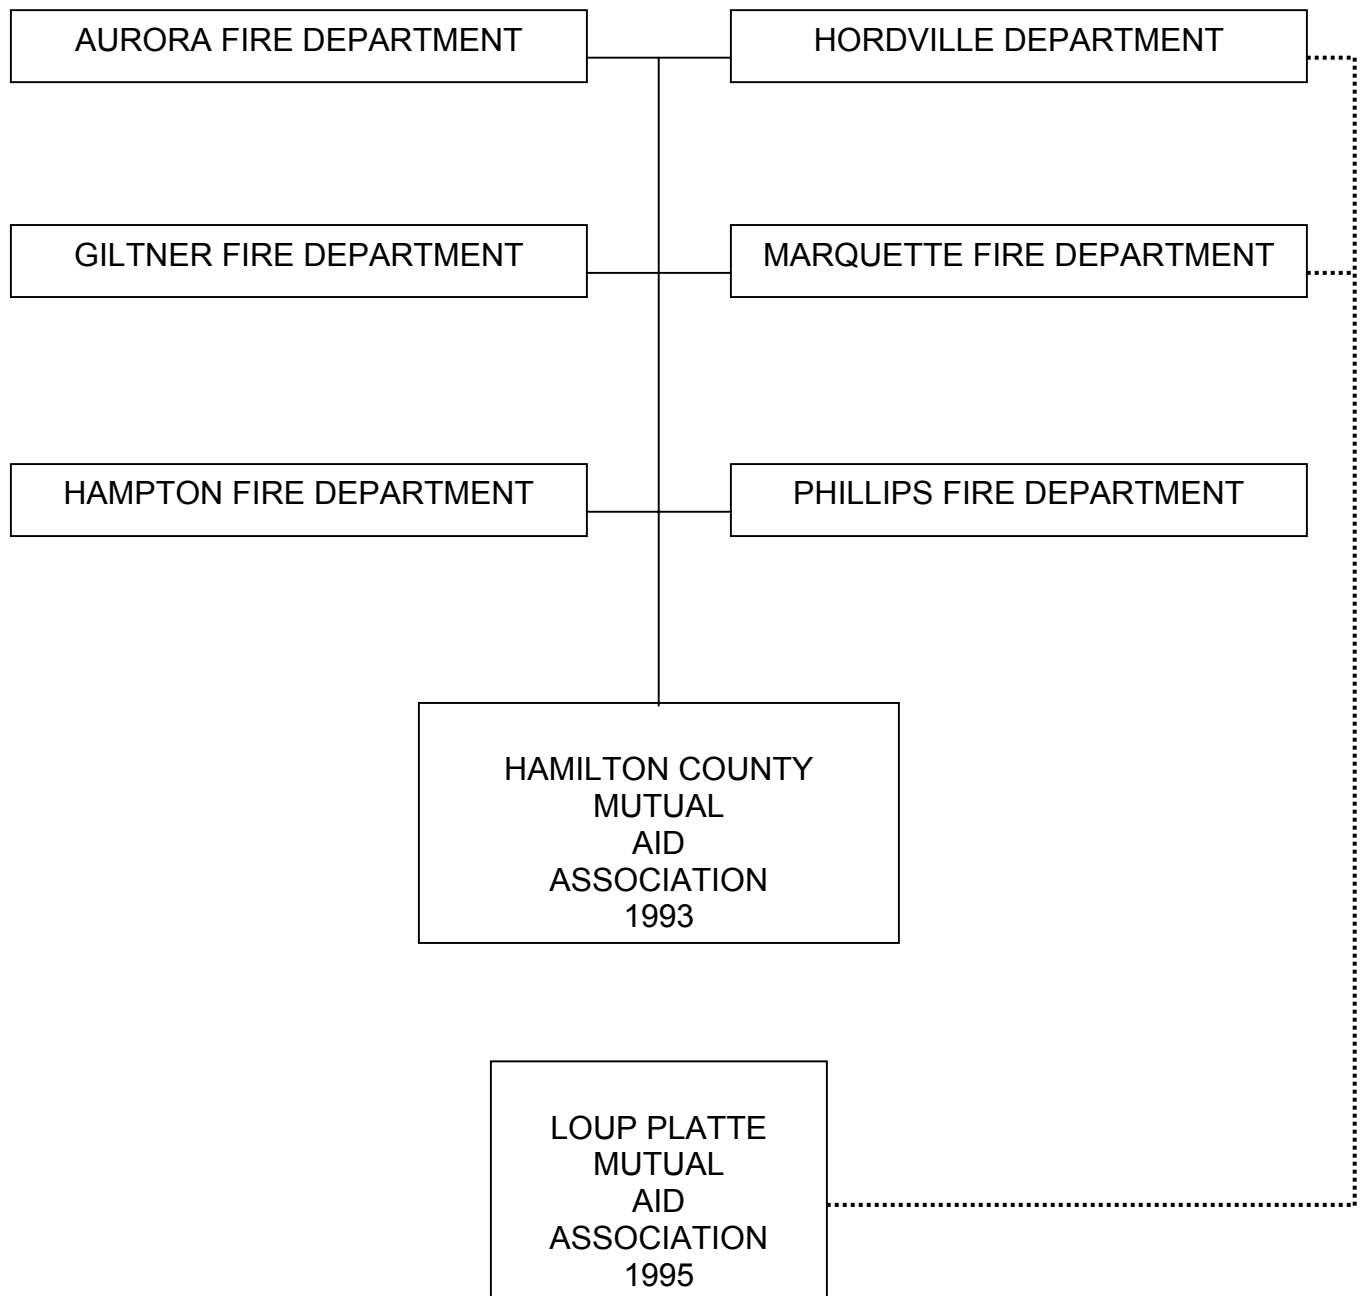 AURORA FIRE DEPARTMENT
HORDVILLE DEPARTMENT
GILTNER FIRE DEPARTMENT
MARQUETTE FIRE DEPARTMENT
HAMPTON FIRE DEPARTMENT
PHILLIPS FIRE DEPARTMENT
HAMILTON COUNTY
MUTUAL
AID
ASSOCIATION
1993
LOUP PLATTE
MUTUAL
AID
ASSOCIATION
1995